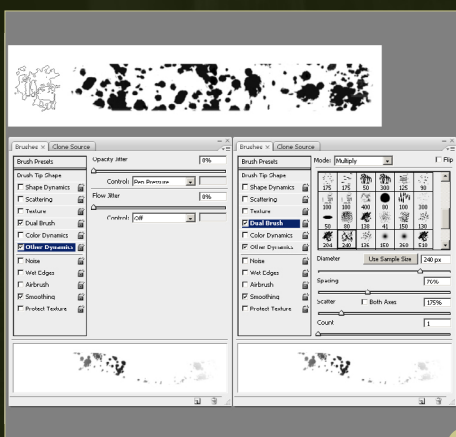 Brushes × Clone Source
Brush Presets
Brush Tip Shape
Shape Dynamics
Scattering
Texture
Dual Brush
Color Dynamics
Other Dynamics
Noise
Wet Edges
Airbrush
Smoothing
Protect Texture
Opacity Jitter 0%
Control: Pen Pressure
Flow Jitter 0%
Control: Off
Brushes × Clone Source
Brush Presets
Brush Tip Shape
Shape Dynamics
Scattering
Texture
Dual Brush
Color Dynamics
Other Dynamics
Noise
Wet Edges
Airbrush
Smoothing
Protect Texture
Mode: Multiply Flip
175 175 50 300 125 90
100 100 400 80 100 300
50 80 138 41 150 130
204 240 136 150 360 510
Diameter Use Sample Size 240 px
Spacing 70%
Scatter Both Axes 175%
Count 1